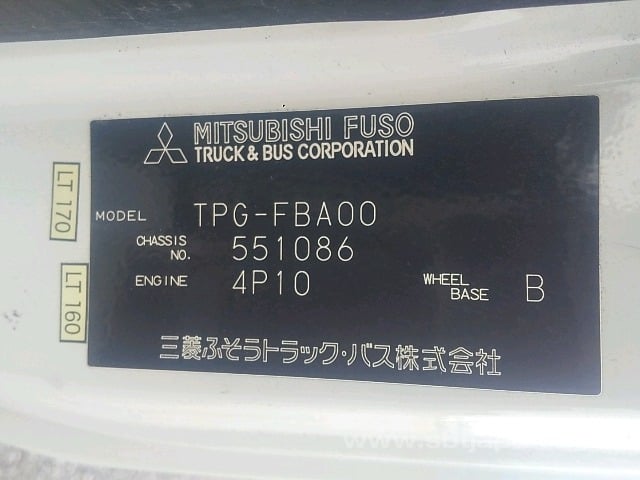 MITSUBISHI FUSO
TRUCK & BUS CORPORATION
LT 170
MODEL TPG-FBA00
CHASSIS NO. 551086
LT 160
ENGINE 4P10 WHEEL BASE B
三菱ふそうトラック・バス株式会社